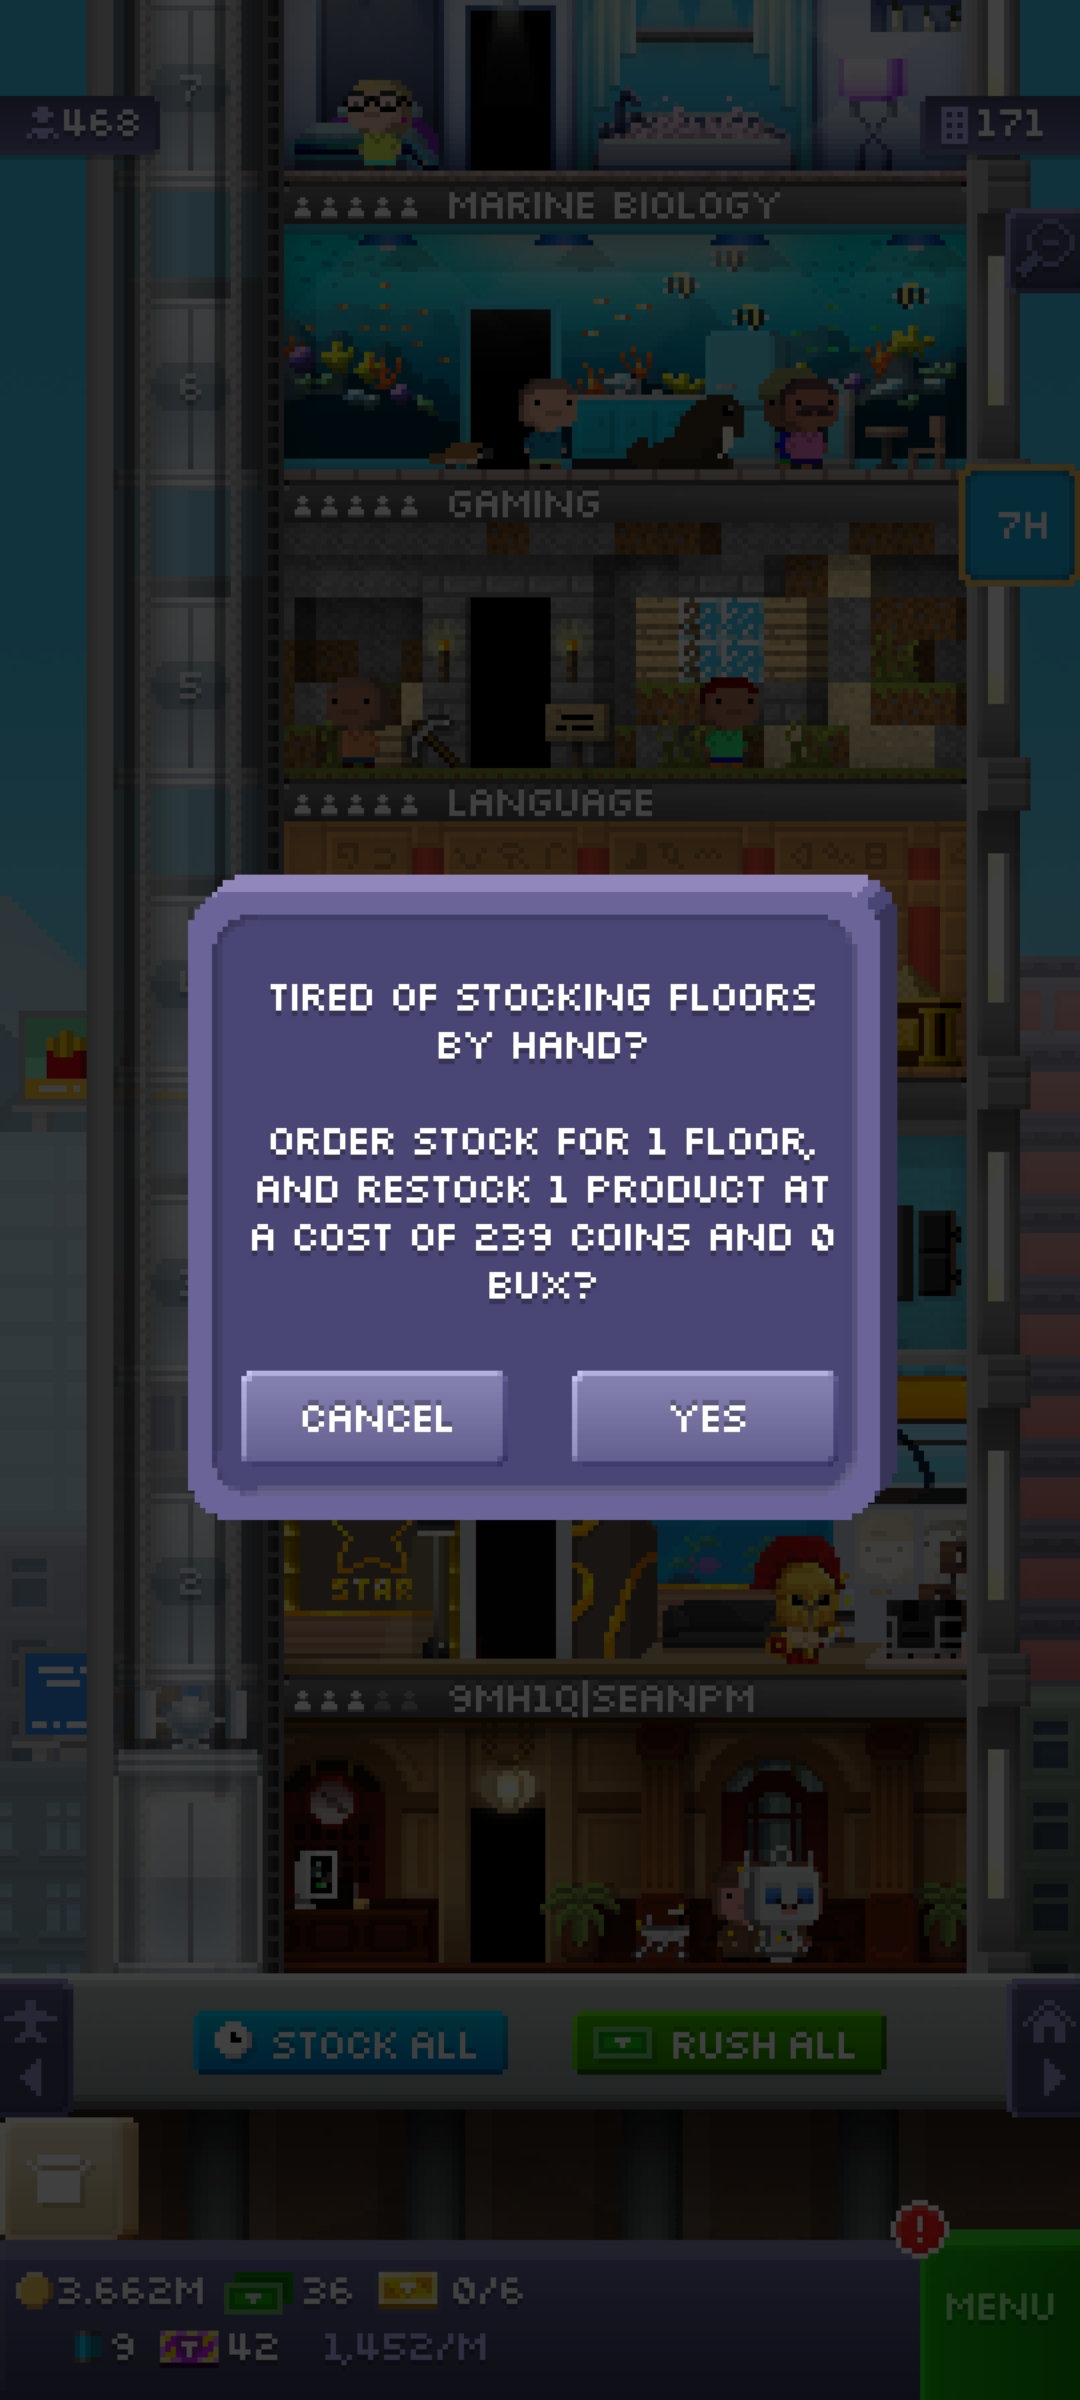 7
468
171
MARINE BIOLOGY
6
GAMING
7H
5
LANGUAGE
TIRED OF STOCKING FLOORS
BY HAND?
ORDER STOCK FOR 1 FLOOR,
AND RESTOCK 1 PRODUCT AT
A COST OF 239 COINS AND 0
BUX?
CANCEL
YES
2
STAR
9MH1Q|SEANPM
STOCK ALL
RUSH ALL
!
3.662M
36
0/6
MENU
9
42
1,452/M